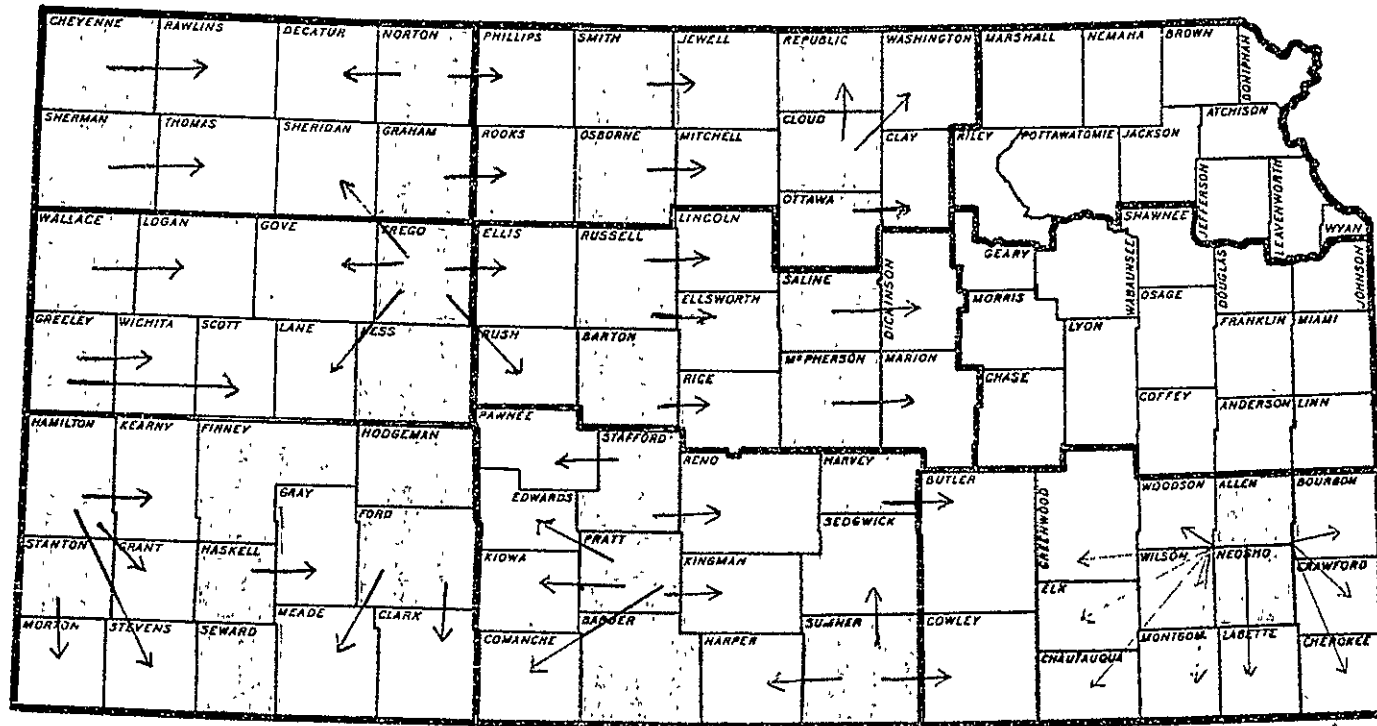 CHEYENNE
RAWLINS
DECATUR
NORTON
PHILLIPS
SMITH
JEWELL
REPUBLIC
WASHINGTON
MARSHALL
NEMAHA
BROWN
DONIPHAN
SHERMAN
THOMAS
SHERIDAN
GRAHAM
ROOKS
OSBORNE
MITCHELL
CLOUD
CLAY
RILEY
POTTAWATOMIE
JACKSON
ATCHISON
JEFFERSON
LEAVENWORTH
WYAN
WALLACE
LOGAN
GOVE
TREGO
ELLIS
RUSSELL
LINCOLN
OTTAWA
SALINE
DICKINSON
GEARY
WABAUNSEE
SHAWNEE
DOUGLAS
JOHNSON
GREELEY
WICHITA
SCOTT
LANE
NESS
RUSH
BARTON
ELLSWORTH
RICE
McPHERSON
MARION
MORRIS
CHASE
LYON
OSAGE
FRANKLIN
MIAMI
COFFEY
ANDERSON
LINN
HAMILTON
KEARNY
FINNEY
HODGEMAN
PAWNEE
STAFFORD
RENO
HARVEY
BUTLER
GREENWOOD
WOODSON
ALLEN
BOURBON
GRAY
FORD
EDWARDS
PRATT
SEDGWICK
STANTON
GRANT
HASKELL
KIOWA
KINGMAN
ELK
WILSON
NEOSHO
CRAWFORD
MORTON
STEVENS
SEWARD
MEADE
CLARK
COMANCHE
BARBER
HARPER
SUMNER
COWLEY
CHAUTAUQUA
MONTGOM.
LABETTE
CHEROKEE